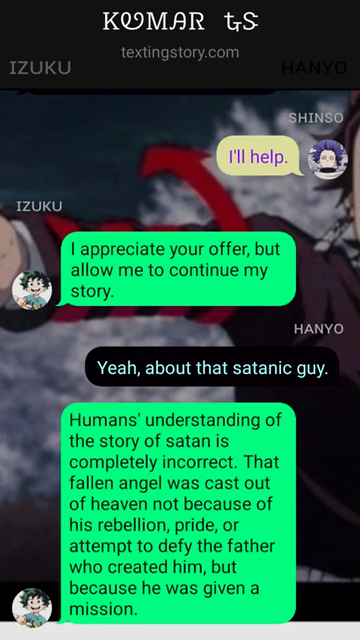 KꪊMAR ԎS
textingstory.com
IZUKU HANYO
SHINSO
I'll help.
IZUKU
I appreciate your offer, but
allow me to continue my
story.
HANYO
Yeah, about that satanic guy.
Humans' understanding of
the story of satan is
completely incorrect. That
fallen angel was cast out
of heaven not because of
his rebellion, pride, or
attempt to defy the father
who created him, but
because he was given a
mission.